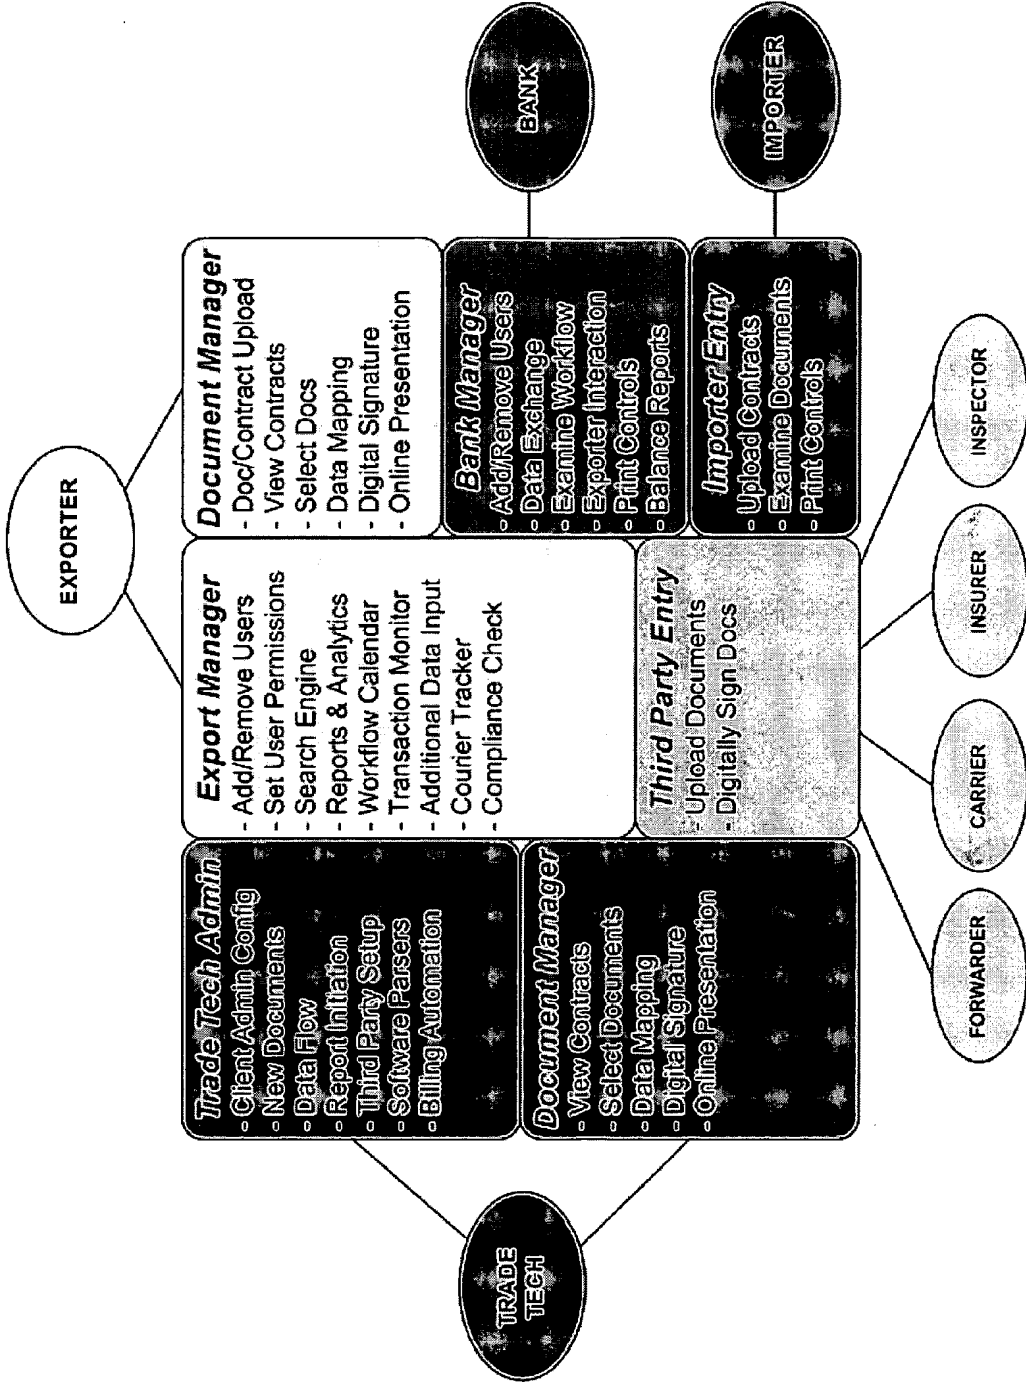 EXPORTER
TRADE
TECH
Trade Tech Admin
- Client Admin Config
- New Documents
- Data Flow
- Report Initiation
- Third Party Setup
- Software Parsers
- Billing Automation
Document Manager
- View Contracts
- Select Documents
- Data Mapping
- Digital Signature
- Online Presentation
Export Manager
- Add/Remove Users
- Set User Permissions
- Search Engine
- Reports & Analytics
- Workflow Calendar
- Transaction Monitor
- Additional Data Input
- Courier Tracker
- Compliance Check
Third Party Entry
- Upload Documents
- Digitally Sign Docs
Document Manager
- Doc/Contract Upload
- View Contracts
- Select Docs
- Data Mapping
- Digital Signature
- Online Presentation
Bank Manager
- Add/Remove Users
- Data Exchange
- Examine Workflow
- Exporter Interaction
- Print Controls
- Balance Reports
Importer Entry
- Upload Contracts
- Examine Documents
- Print Controls
BANK
IMPORTER
FORWARDER
CARRIER
INSURER
INSPECTOR